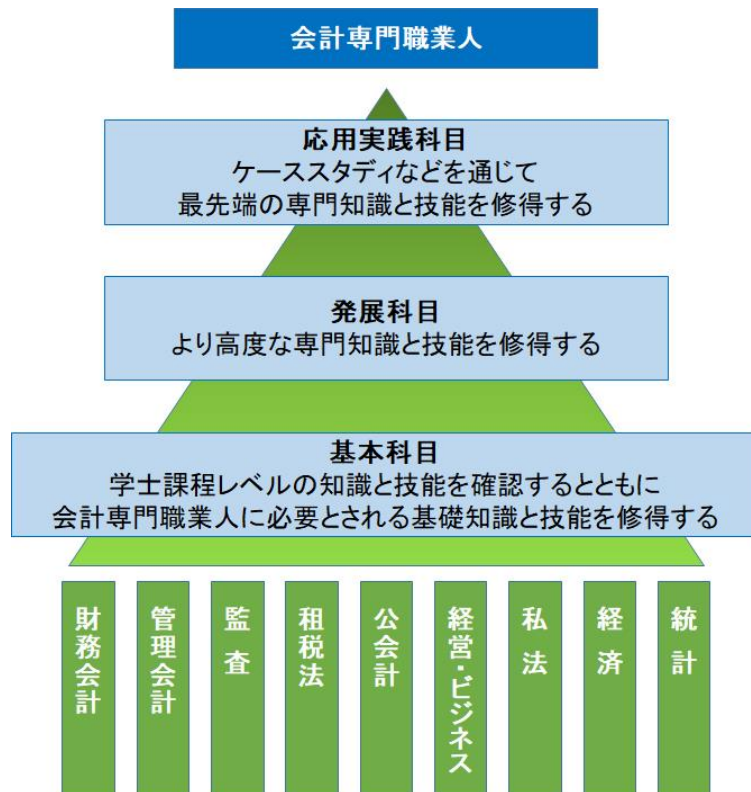 会計専門職業人
応用実践科目
ケーススタディなどを通じて
最先端の専門知識と技能を修得する
発展科目
より高度な専門知識と技能を修得する
基本科目
学士課程レベルの知識と技能を確認するとともに
会計専門職業人に必要とされる基礎知識と技能を修得する
財務会計
管理会計
監査
租税法
公会計
経営・ビジネス
私法
経済
統計